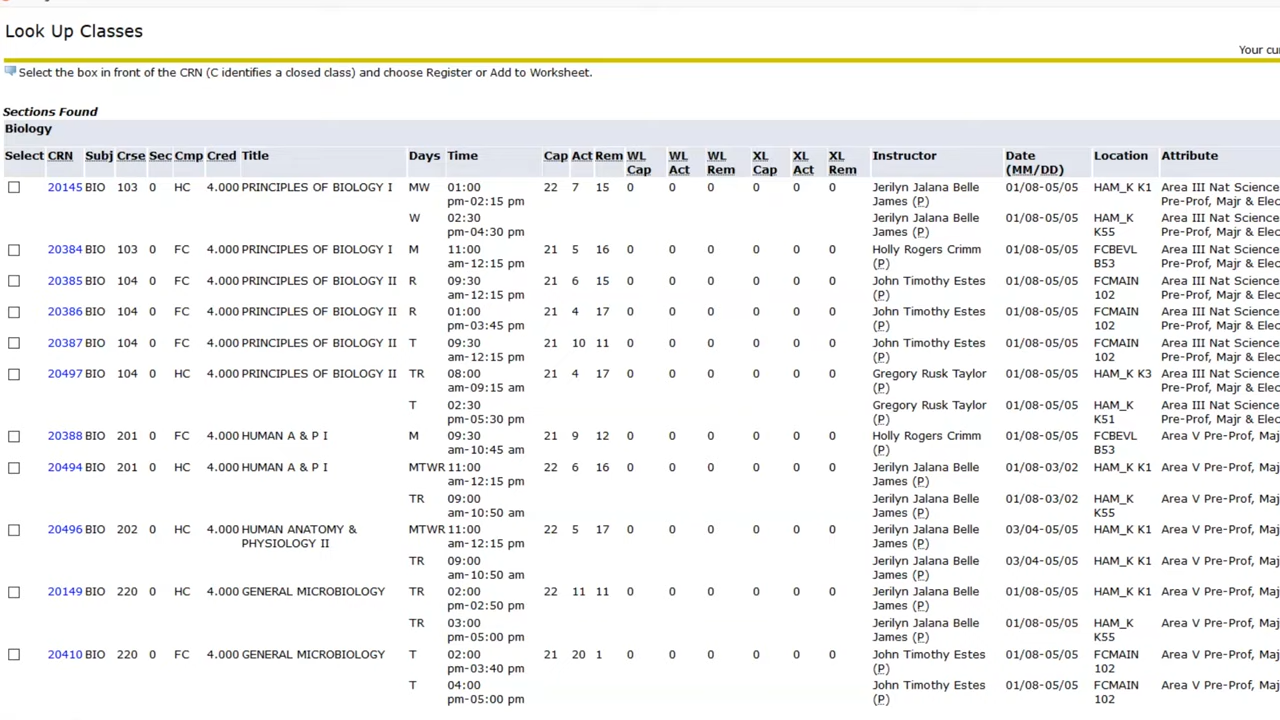 Look Up Classes
Your cu
Select the box in front of the CRN (C identifies a closed class) and choose Register or Add to Worksheet.
Sections Found
Biology
Select CRN Subj Crse Sec Cmp Cred Title Days Time Cap Act Rem WL Cap WL Act WL Rem XL Cap XL Act XL Rem Instructor Date (MM/DD) Location Attribute
20145 BIO 103 0 HC 4.000 PRINCIPLES OF BIOLOGY I MW 01:00 pm-02:15 pm 22 7 15 0 0 0 0 0 0 Jerilyn Jalana Belle James (P) 01/08-05/05 HAM_K K1 Area III Nat Science Pre-Prof, Majr & Elec
W 02:30 pm-04:30 pm Jerilyn Jalana Belle James (P) 01/08-05/05 HAM_K K55 Area III Nat Science Pre-Prof, Majr & Elec
20384 BIO 103 0 FC 4.000 PRINCIPLES OF BIOLOGY I M 11:00 am-12:15 pm 21 5 16 0 0 0 0 0 0 Holly Rogers Crimm (P) 01/08-05/05 FCBEVL B53 Area III Nat Science Pre-Prof, Majr & Elec
20385 BIO 104 0 FC 4.000 PRINCIPLES OF BIOLOGY II R 09:30 am-12:15 pm 21 6 15 0 0 0 0 0 0 John Timothy Estes (P) 01/08-05/05 FCMAIN 102 Area III Nat Science Pre-Prof, Majr & Elec
20386 BIO 104 0 FC 4.000 PRINCIPLES OF BIOLOGY II R 01:00 pm-03:45 pm 21 4 17 0 0 0 0 0 0 John Timothy Estes (P) 01/08-05/05 FCMAIN 102 Area III Nat Science Pre-Prof, Majr & Elec
20387 BIO 104 0 FC 4.000 PRINCIPLES OF BIOLOGY II T 09:30 am-12:15 pm 21 10 11 0 0 0 0 0 0 John Timothy Estes (P) 01/08-05/05 FCMAIN 102 Area III Nat Science Pre-Prof, Majr & Elec
20497 BIO 104 0 HC 4.000 PRINCIPLES OF BIOLOGY II TR 08:00 am-09:15 am 21 4 17 0 0 0 0 0 0 Gregory Rusk Taylor (P) 01/08-05/05 HAM_K K3 Area III Nat Science Pre-Prof, Majr & Elec
T 02:30 pm-05:30 pm Gregory Rusk Taylor (P) 01/08-05/05 HAM_K K51 Area III Nat Science Pre-Prof, Majr & Elec
20388 BIO 201 0 FC 4.000 HUMAN A & P I M 09:30 am-10:45 am 21 9 12 0 0 0 0 0 0 Holly Rogers Crimm (P) 01/08-05/05 FCBEVL B53 Area V Pre-Prof, Maj
20494 BIO 201 0 HC 4.000 HUMAN A & P I MTWR 11:00 am-12:15 pm 22 6 16 0 0 0 0 0 0 Jerilyn Jalana Belle James (P) 01/08-03/02 HAM_K K1 Area V Pre-Prof, Maj
TR 09:00 am-10:50 am Jerilyn Jalana Belle James (P) 01/08-03/02 HAM_K K55 Area V Pre-Prof, Maj
20496 BIO 202 0 HC 4.000 HUMAN ANATOMY & PHYSIOLOGY II MTWR 11:00 am-12:15 pm 22 5 17 0 0 0 0 0 0 Jerilyn Jalana Belle James (P) 03/04-05/05 HAM_K K1 Area V Pre-Prof, Maj
TR 09:00 am-10:50 am Jerilyn Jalana Belle James (P) 03/04-05/05 HAM_K K55 Area V Pre-Prof, Maj
20149 BIO 220 0 HC 4.000 GENERAL MICROBIOLOGY TR 02:00 pm-02:50 pm 22 11 11 0 0 0 0 0 0 Jerilyn Jalana Belle James (P) 01/08-05/05 HAM_K K1 Area V Pre-Prof, Maj
TR 03:00 pm-05:00 pm Jerilyn Jalana Belle James (P) 01/08-05/05 HAM_K K55 Area V Pre-Prof, Maj
20410 BIO 220 0 FC 4.000 GENERAL MICROBIOLOGY T 02:00 pm-03:40 pm 21 20 1 0 0 0 0 0 0 John Timothy Estes (P) 01/08-05/05 FCMAIN 102 Area V Pre-Prof, Maj
T 04:00 pm-05:00 pm John Timothy Estes (P) 01/08-05/05 FCMAIN 102 Area V Pre-Prof, Maj